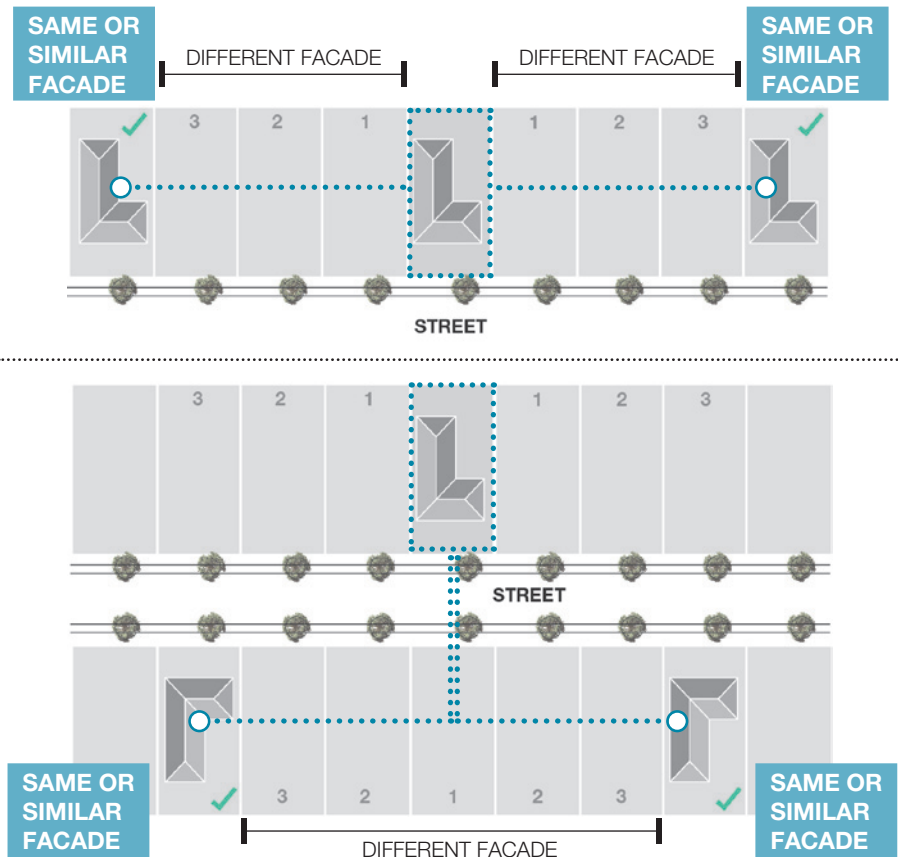 SAME OR
SIMILAR
FACADE
DIFFERENT FACADE
DIFFERENT FACADE
SAME OR
SIMILAR
FACADE
3 2 1 1 2 3
STREET
3 2 1 1 2 3
STREET
SAME OR
SIMILAR
FACADE
3 2 1 2 3
DIFFERENT FACADE
SAME OR
SIMILAR
FACADE